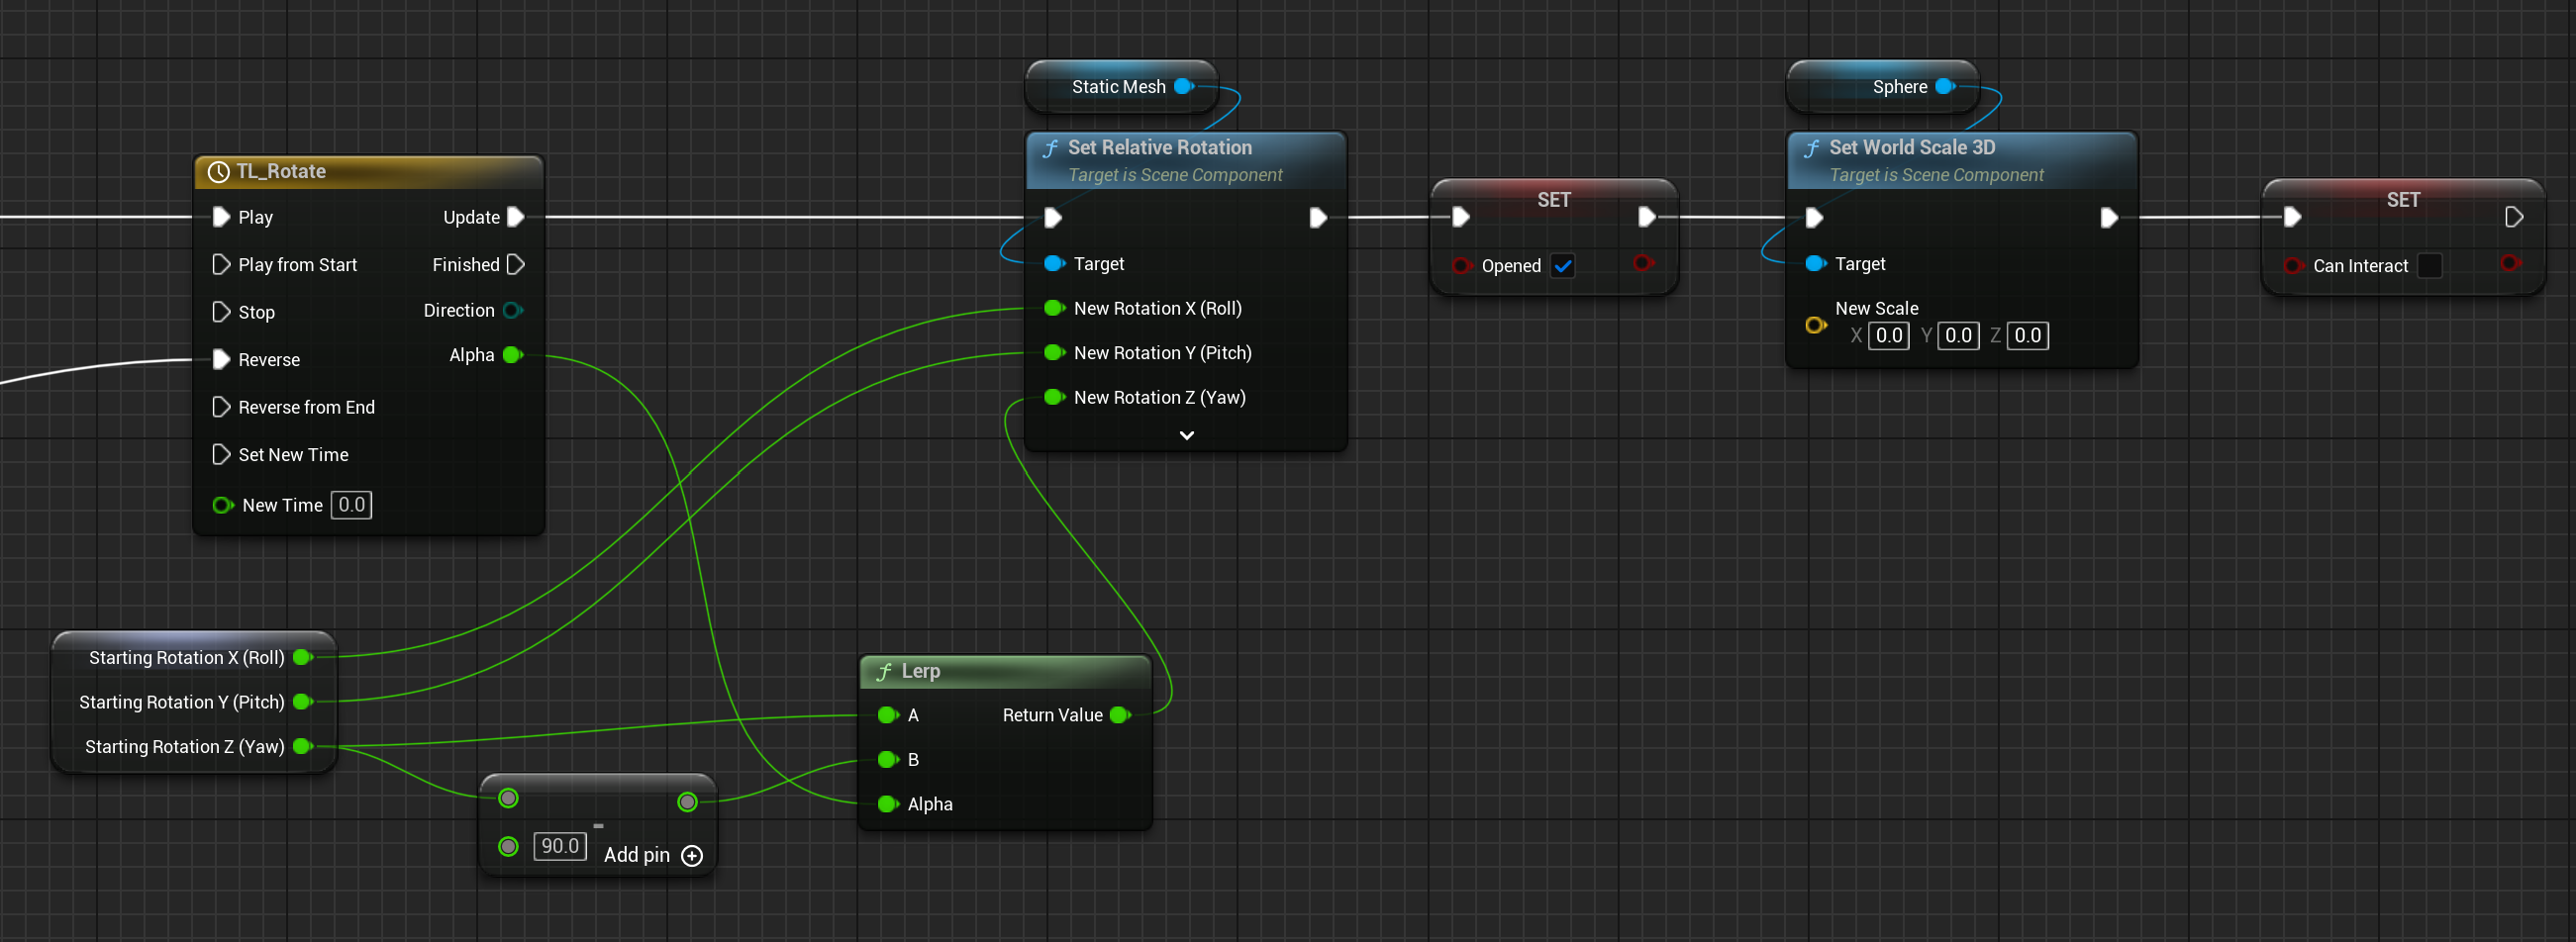 Static Mesh
Sphere
Set Relative Rotation
Target is Scene Component
Set World Scale 3D
Target is Scene Component
TL_Rotate
Play
Update
Play from Start
Finished
Stop
Direction
Reverse
Alpha
Reverse from End
Set New Time
New Time 0.0
Target
New Rotation X (Roll)
New Rotation Y (Pitch)
New Rotation Z (Yaw)
SET
Opened
Target
New Scale
X 0.0 Y 0.0 Z 0.0
SET
Can Interact
Starting Rotation X (Roll)
Starting Rotation Y (Pitch)
Starting Rotation Z (Yaw)
-
90.0
Add pin
Lerp
A
Return Value
B
Alpha